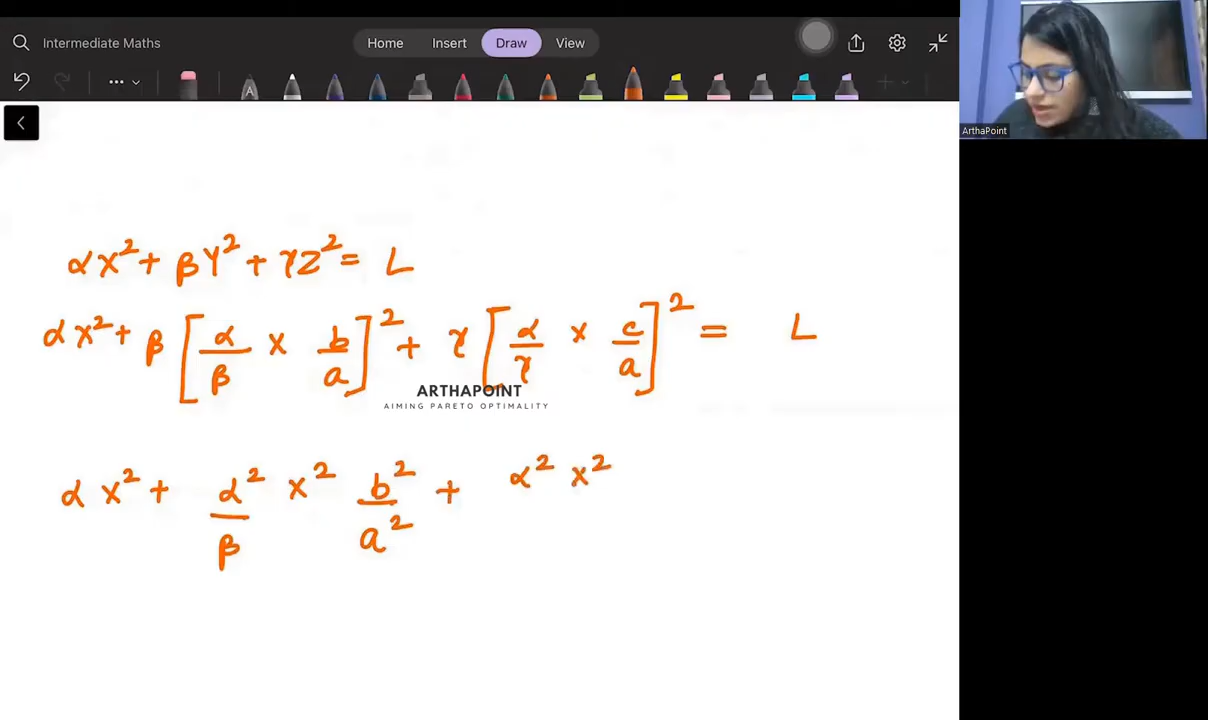 Intermediate Maths Home Insert Draw View
A
ArthaPoint
αx²+ βY² + γZ² = L
αx²+ β [α/β x b/a]² + γ [α/γ x c/a]² = L
ARTHAPOINT
AIMING PARETO OPTIMALITY
αx²+ α²/β x² b²/a² + α² x²